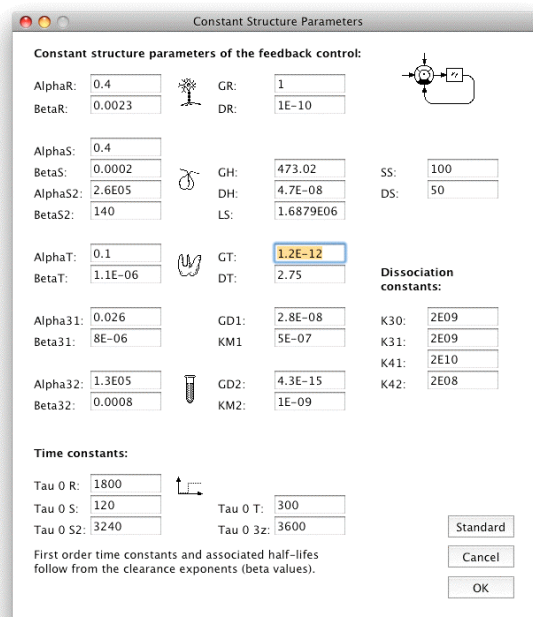 Constant Structure Parameters
Constant structure parameters of the feedback control:
AlphaR: 0.4 GR: 1
BetaR: 0.0023 DR: 1E-10
AlphaS: 0.4
BetaS: 0.0002 GH: 473.02 SS: 100
AlphaS2: 2.6E05 DH: 4.7E-08 DS: 50
BetaS2: 140 LS: 1.6879E06
AlphaT: 0.1 GT: 1.2E-12
BetaT: 1.1E-06 DT: 2.75
Dissociation
constants:
Alpha31: 0.026 GD1: 2.8E-08 K30: 2E09
Beta31: 8E-06 KM1 5E-07 K31: 2E09
K41: 2E10
Alpha32: 1.3E05 GD2: 4.3E-15 K42: 2E08
Beta32: 0.0008 KM2: 1E-09
Time constants:
Tau 0 R: 1800
Tau 0 S: 120 Tau 0 T: 300
Tau 0 S2: 3240 Tau 0 3z: 3600
First order time constants and associated half-lifes
follow from the clearance exponents (beta values).
Standard
Cancel
OK